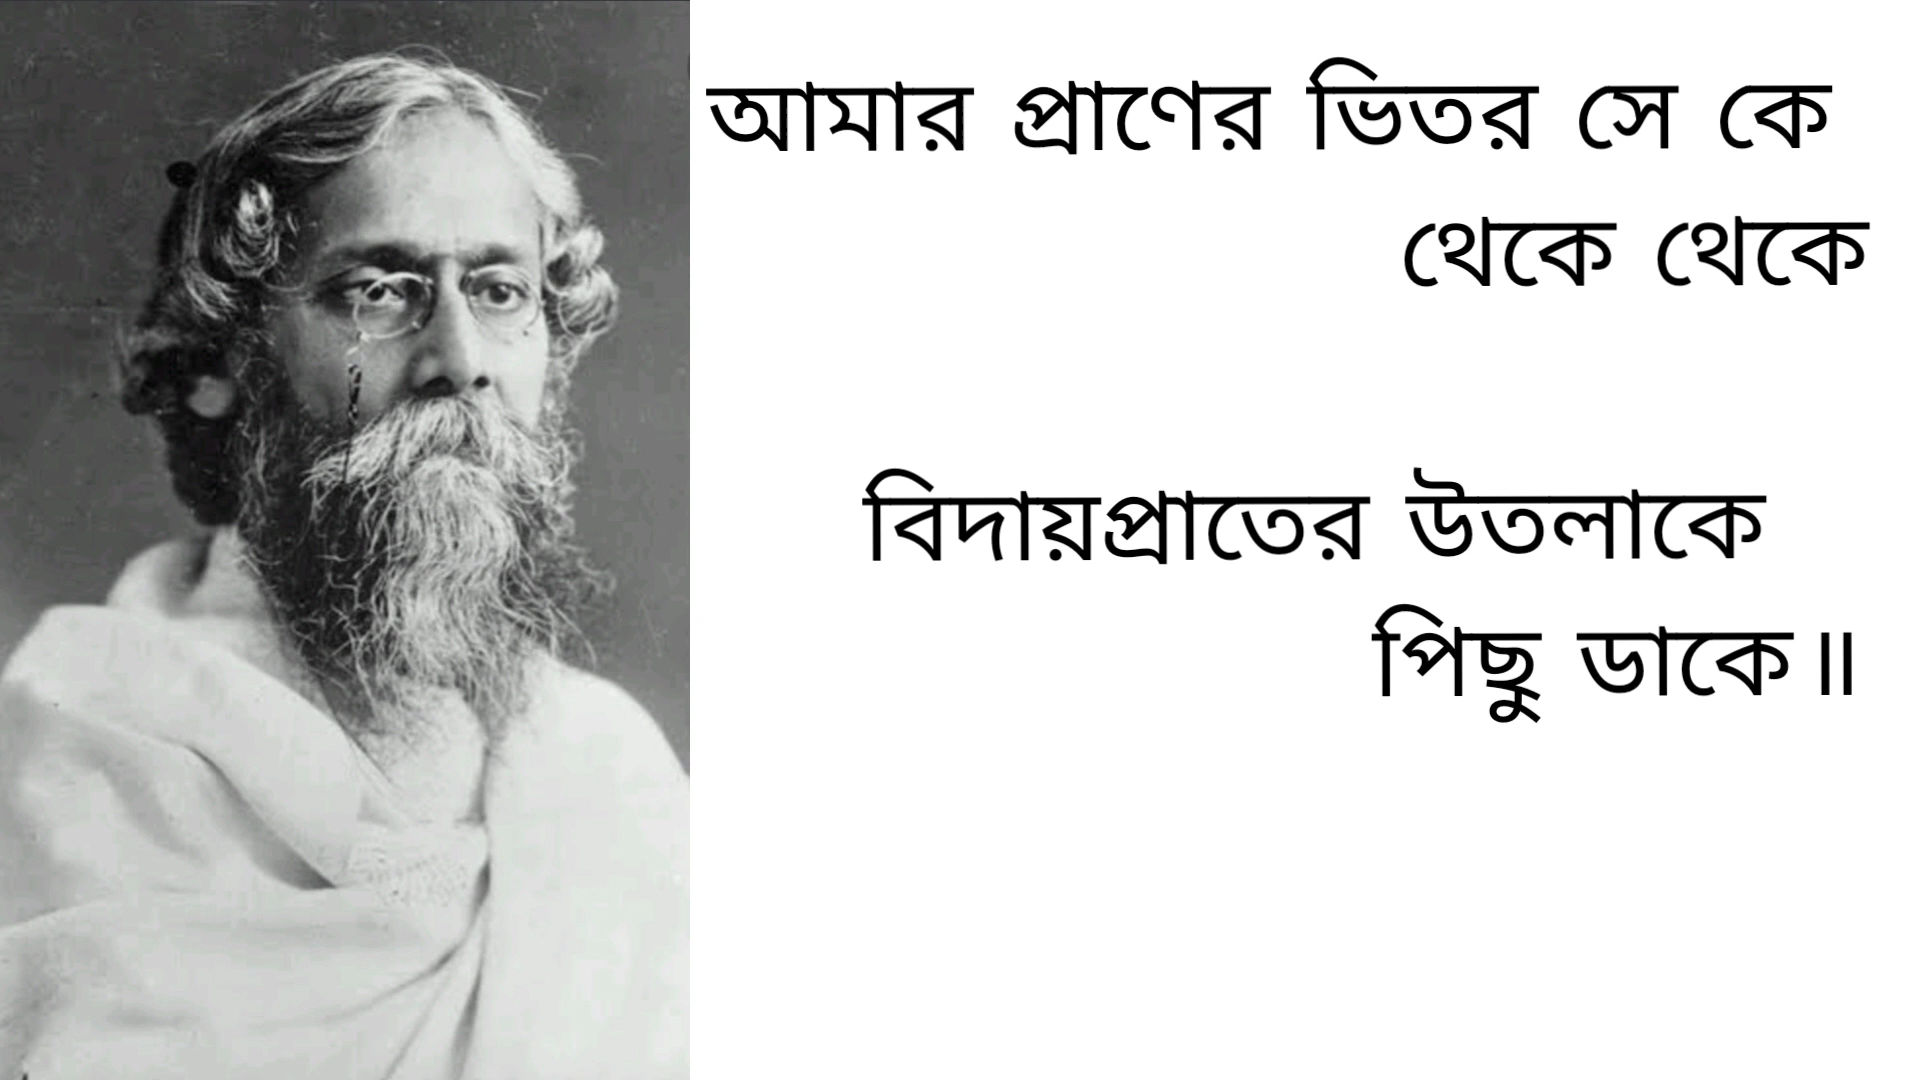 আমার প্রাণের ভিতর সে কে
থেকে থেকে
বিদায়প্রাতের উতলাকে
পিছু ডাকে॥